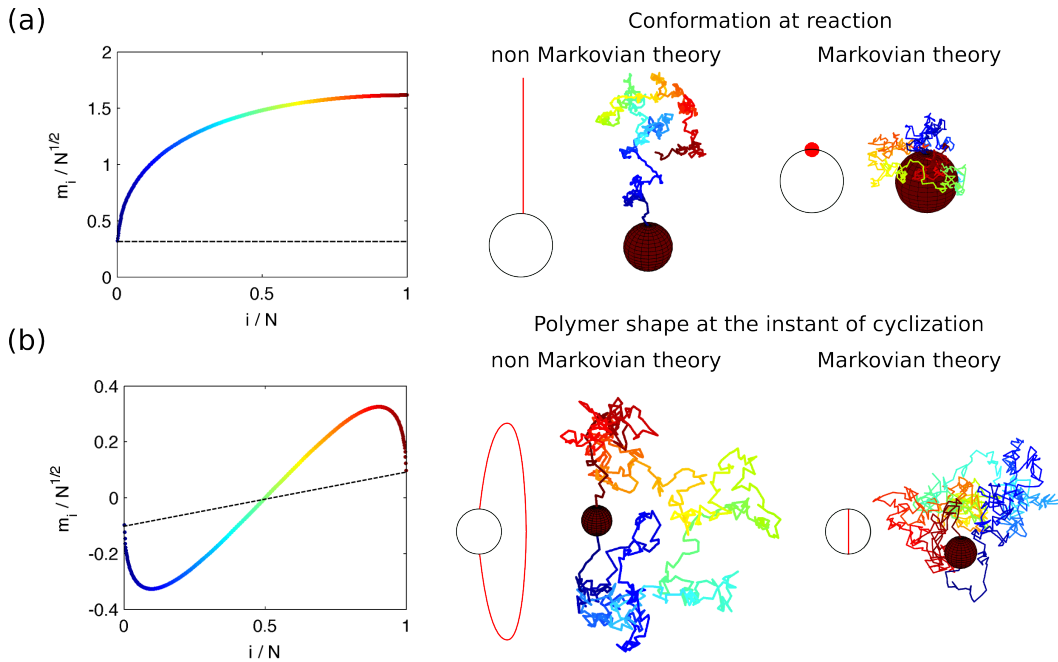 (a)
Conformation at reaction
non Markovian theory
Markovian theory
2
1.5
1
0.5
0
m_i / N^{1/2}
0
0.5
1
i / N
(b)
Polymer shape at the instant of cyclization
non Markovian theory
Markovian theory
0.4
0.2
0
-0.2
-0.4
m_i / N^{1/2}
0
0.5
1
i / N